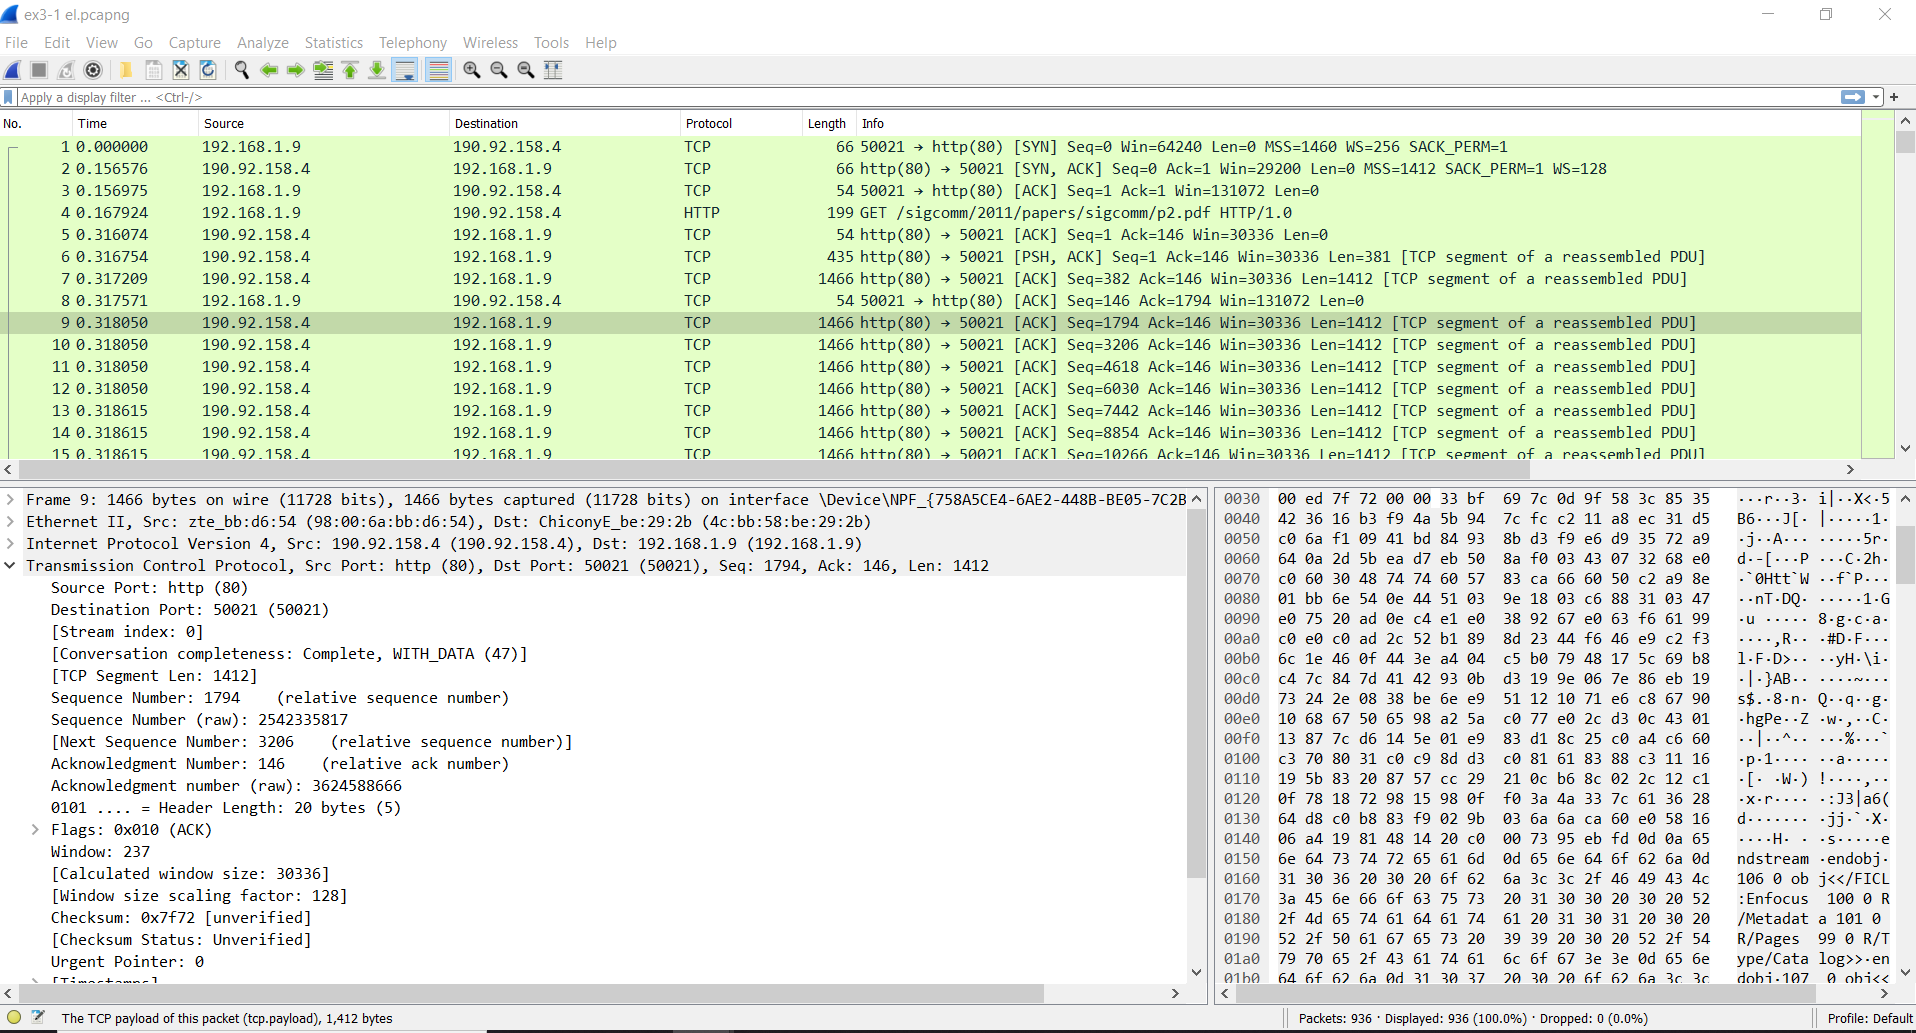 ex3-1 el.pcapng
File Edit View Go Capture Analyze Statistics Telephony Wireless Tools Help
Apply a display filter ... <Ctrl-/>
No. Time Source Destination Protocol Length Info
1 0.000000 192.168.1.9 190.92.158.4 TCP 66 50021 → http(80) [SYN] Seq=0 Win=64240 Len=0 MSS=1460 WS=256 SACK_PERM=1
2 0.156576 190.92.158.4 192.168.1.9 TCP 66 http(80) → 50021 [SYN, ACK] Seq=0 Ack=1 Win=29200 Len=0 MSS=1412 SACK_PERM=1 WS=128
3 0.156975 192.168.1.9 190.92.158.4 TCP 54 50021 → http(80) [ACK] Seq=1 Ack=1 Win=131072 Len=0
4 0.167924 192.168.1.9 190.92.158.4 HTTP 199 GET /sigcomm/2011/papers/sigcomm/p2.pdf HTTP/1.0
5 0.316074 190.92.158.4 192.168.1.9 TCP 54 http(80) → 50021 [ACK] Seq=1 Ack=146 Win=30336 Len=0
6 0.316754 190.92.158.4 192.168.1.9 TCP 435 http(80) → 50021 [PSH, ACK] Seq=1 Ack=146 Win=30336 Len=381 [TCP segment of a reassembled PDU]
7 0.317209 190.92.158.4 192.168.1.9 TCP 1466 http(80) → 50021 [ACK] Seq=382 Ack=146 Win=30336 Len=1412 [TCP segment of a reassembled PDU]
8 0.317571 192.168.1.9 190.92.158.4 TCP 54 50021 → http(80) [ACK] Seq=146 Ack=1794 Win=131072 Len=0
9 0.318050 190.92.158.4 192.168.1.9 TCP 1466 http(80) → 50021 [ACK] Seq=1794 Ack=146 Win=30336 Len=1412 [TCP segment of a reassembled PDU]
10 0.318050 190.92.158.4 192.168.1.9 TCP 1466 http(80) → 50021 [ACK] Seq=3206 Ack=146 Win=30336 Len=1412 [TCP segment of a reassembled PDU]
11 0.318050 190.92.158.4 192.168.1.9 TCP 1466 http(80) → 50021 [ACK] Seq=4618 Ack=146 Win=30336 Len=1412 [TCP segment of a reassembled PDU]
12 0.318050 190.92.158.4 192.168.1.9 TCP 1466 http(80) → 50021 [ACK] Seq=6030 Ack=146 Win=30336 Len=1412 [TCP segment of a reassembled PDU]
13 0.318615 190.92.158.4 192.168.1.9 TCP 1466 http(80) → 50021 [ACK] Seq=7442 Ack=146 Win=30336 Len=1412 [TCP segment of a reassembled PDU]
14 0.318615 190.92.158.4 192.168.1.9 TCP 1466 http(80) → 50021 [ACK] Seq=8854 Ack=146 Win=30336 Len=1412 [TCP segment of a reassembled PDU]
15 0.318615 190.92.158.4 192.168.1.9 TCP 1466 http(80) → 50021 [ACK] Seq=10266 Ack=146 Win=30336 Len=1412 [TCP segment of a reassembled PDU]
Frame 9: 1466 bytes on wire (11728 bits), 1466 bytes captured (11728 bits) on interface \Device\NPF_{758A5CE4-6AE2-448B-BE05-7C2B
Ethernet II, Src: zte_bb:d6:54 (98:00:6a:bb:d6:54), Dst: ChiconyE_be:29:2b (4c:bb:58:be:29:2b)
Internet Protocol Version 4, Src: 190.92.158.4 (190.92.158.4), Dst: 192.168.1.9 (192.168.1.9)
Transmission Control Protocol, Src Port: http (80), Dst Port: 50021 (50021), Seq: 1794, Ack: 146, Len: 1412
Source Port: http (80)
Destination Port: 50021 (50021)
[Stream index: 0]
[Conversation completeness: Complete, WITH_DATA (47)]
[TCP Segment Len: 1412]
Sequence Number: 1794 (relative sequence number)
Sequence Number (raw): 2542335817
[Next Sequence Number: 3206 (relative sequence number)]
Acknowledgment Number: 146 (relative ack number)
Acknowledgment number (raw): 3624588666
0101 .... = Header Length: 20 bytes (5)
Flags: 0x010 (ACK)
Window: 237
[Calculated window size: 30336]
[Window size scaling factor: 128]
Checksum: 0x7f72 [unverified]
[Checksum Status: Unverified]
Urgent Pointer: 0
[Timestamps]
0030 00 ed 7f 72 00 00 33 bf 69 7c 0d 9f 58 3c 85 35 ···r··3· i|··X<·5
0040 42 36 16 b3 f9 4a 5b 94 7c fc c2 11 a8 ec 31 d5 B6···J[· |·····1·
0050 c0 6a f1 09 41 bd 84 93 8b d3 f9 e6 d9 35 72 a9 ·j··A··· ·····5r·
0060 64 0a 2d 5b ea d7 eb 50 8a f0 03 43 07 32 68 e0 d·-[···P ···C·2h·
0070 c0 60 30 48 74 74 60 57 83 ca 66 60 50 c2 a9 8e ·`0Htt`W ··f`P···
0080 01 bb 6e 54 0e 44 51 03 9e 18 03 c6 88 31 03 47 ··nT·DQ· ·····1·G
0090 e0 75 20 ad 0e c4 e1 e0 38 92 67 e0 63 f6 61 99 ·u ····· 8·g·c·a·
00a0 c0 e0 c0 ad 2c 52 b1 89 8d 23 44 f6 46 e9 c2 f3 ····,R·· ·#D·F···
00b0 6c 1e 46 0f 44 3e a4 04 c5 b0 79 48 17 5c 69 b8 l·F·D>·· ··yH·\i·
00c0 c4 7c 84 7d 41 42 93 0b d3 19 9e 06 7e 86 eb 19 ·|·}AB·· ····~···
00d0 73 24 2e 08 38 be 6e e9 51 12 10 71 e6 c8 67 90 s$.·8·n· Q··q··g·
00e0 10 68 67 50 65 98 a2 5a c0 77 e0 2c d3 0c 43 01 ·hgPe··Z ·w·,··C·
00f0 13 87 7c d6 14 5e 01 e9 83 d1 8c 25 c0 a4 c6 60 ··|··^·· ···%···`
0100 c3 70 80 31 c0 c9 8d d3 c0 81 61 83 88 c3 11 16 ·p·1···· ··a·····
0110 19 5b 83 20 87 57 cc 29 21 0c b6 8c 02 2c 12 c1 ·[· ·W·) !····,··
0120 0f 78 18 72 98 15 98 0f f0 3a 4a 33 7c 61 36 28 ·x·r···· ·:J3|a6(
0130 64 d8 c0 b8 83 f9 02 9b 03 6a 6a ca 60 e0 58 16 d······· ·jj·`·X·
0140 06 a4 19 81 48 14 20 c0 00 73 95 eb fd 0d 0a 65 ····H· · ·s·····e
0150 6e 64 73 74 72 65 61 6d 0d 65 6e 64 6f 62 6a 0d ndstream ·endobj·
0160 31 30 36 20 30 20 6f 62 6a 3c 3c 2f 46 49 43 4c 106 0 ob j<</FICL
0170 3a 45 6e 66 6f 63 75 73 20 31 30 30 20 30 20 52 :Enfocus 100 0 R
0180 2f 4d 65 74 61 64 61 74 61 20 31 30 31 20 30 20 /Metadat a 101 0
0190 52 2f 50 61 67 65 73 20 39 39 20 30 20 52 2f 54 R/Pages 99 0 R/T
01a0 79 70 65 2f 43 61 74 61 6c 6f 67 3e 3e 0d 65 6e ype/Cata log>>·en
01b0 64 6f 62 6a 0d 31 30 37 20 30 20 6f 62 6a 3c 3c dobj·107 0 obj<<
The TCP payload of this packet (tcp.payload), 1,412 bytes
Packets: 936 · Displayed: 936 (100.0%) · Dropped: 0 (0.0%)
Profile: Default